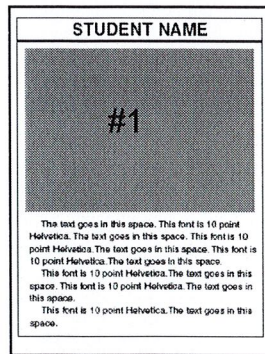 STUDENT NAME
#1
The text goes in this space. This font is 10 point
Helvetica. The text goes in this space. This font is 10
point Helvetica. The text goes in this space. This font is
10 point Helvetica. The text goes in this space.
This font is 10 point Helvetica. The text goes in this
space. This font is 10 point Helvetica. The text goes in
this space.
This font is 10 point Helvetica. The text goes in this
space.